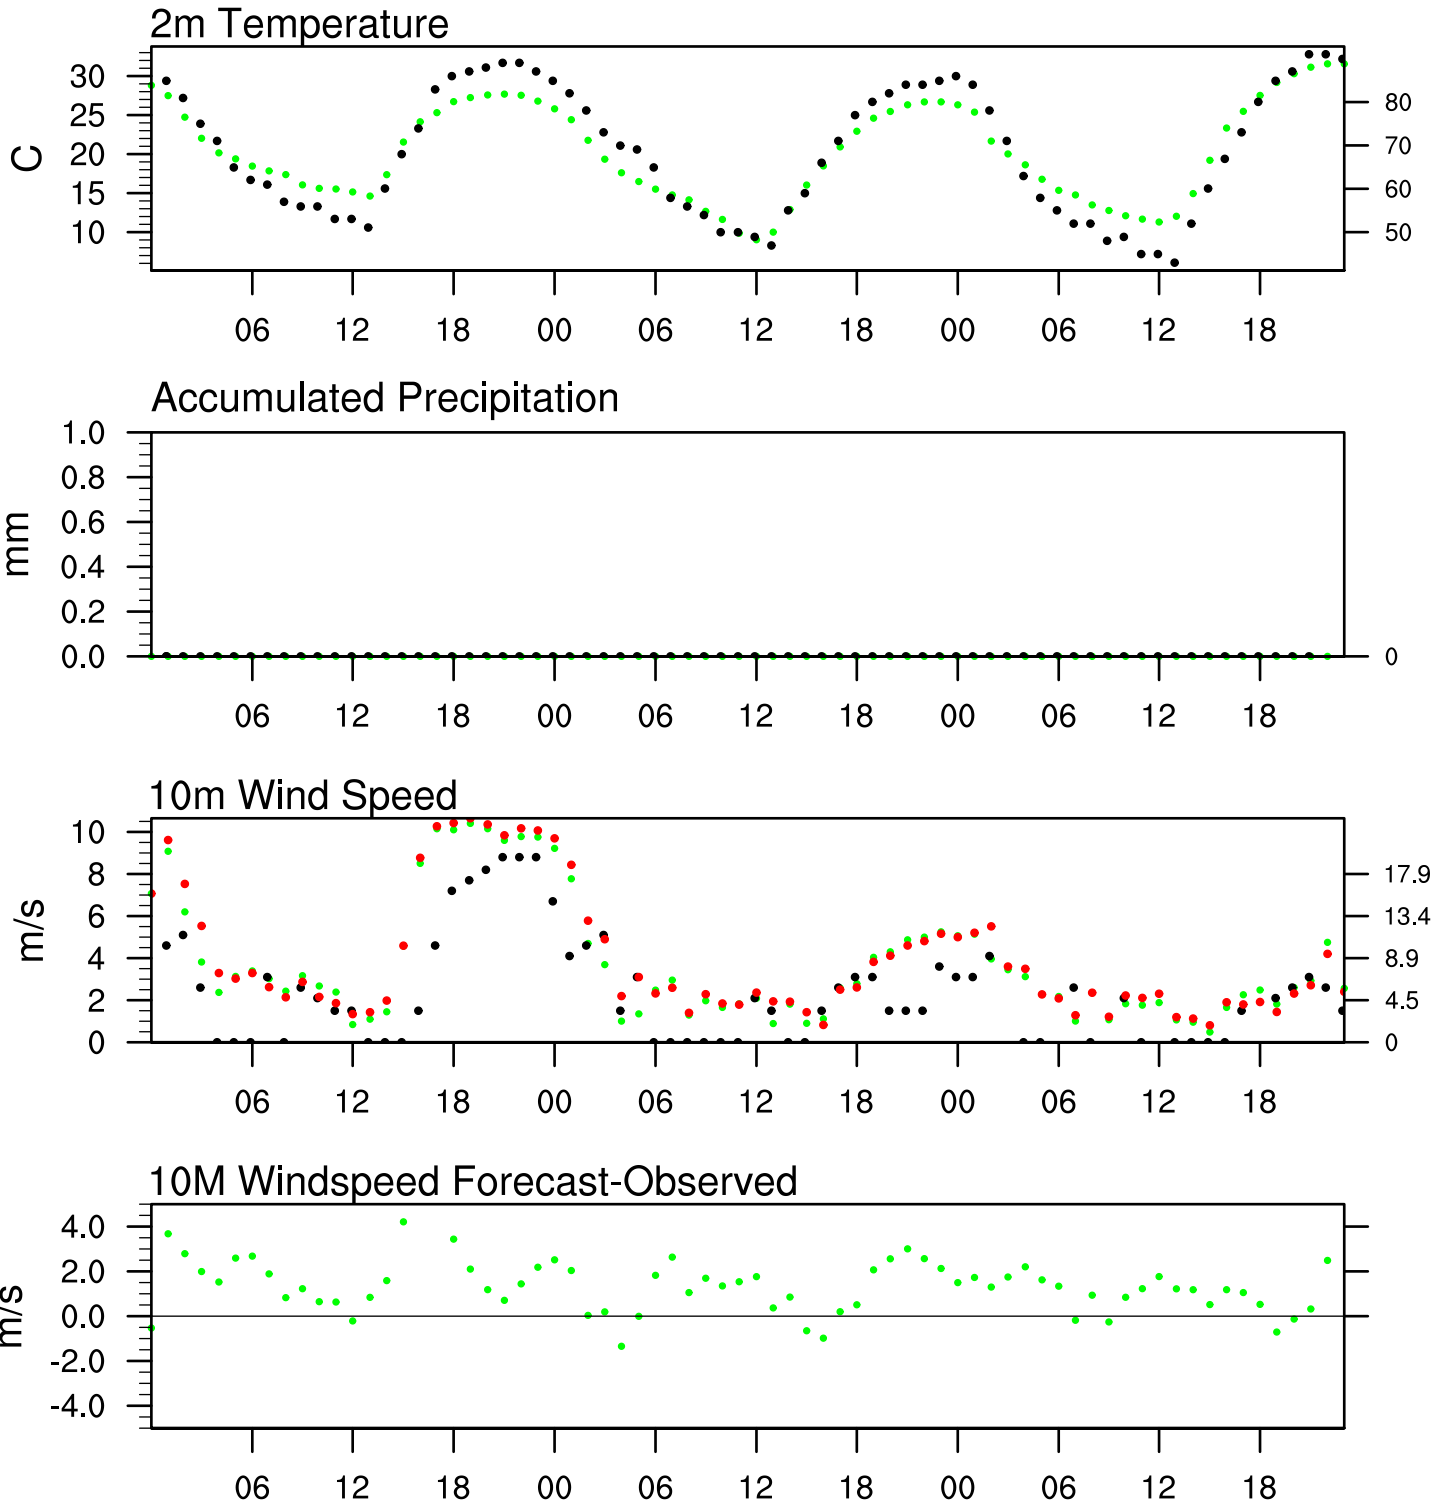 2m Temperature
C
30
25
20
15
10
80
70
60
50
06 12 18 00 06 12 18 00 06 12 18
Accumulated Precipitation
mm
1.0
0.8
0.6
0.4
0.2
0.0
0
06 12 18 00 06 12 18 00 06 12 18
10m Wind Speed
m/s
10
8
6
4
2
0
17.9
13.4
8.9
4.5
0
06 12 18 00 06 12 18 00 06 12 18
10M Windspeed Forecast-Observed
m/s
4.0
2.0
0.0
-2.0
-4.0
06 12 18 00 06 12 18 00 06 12 18